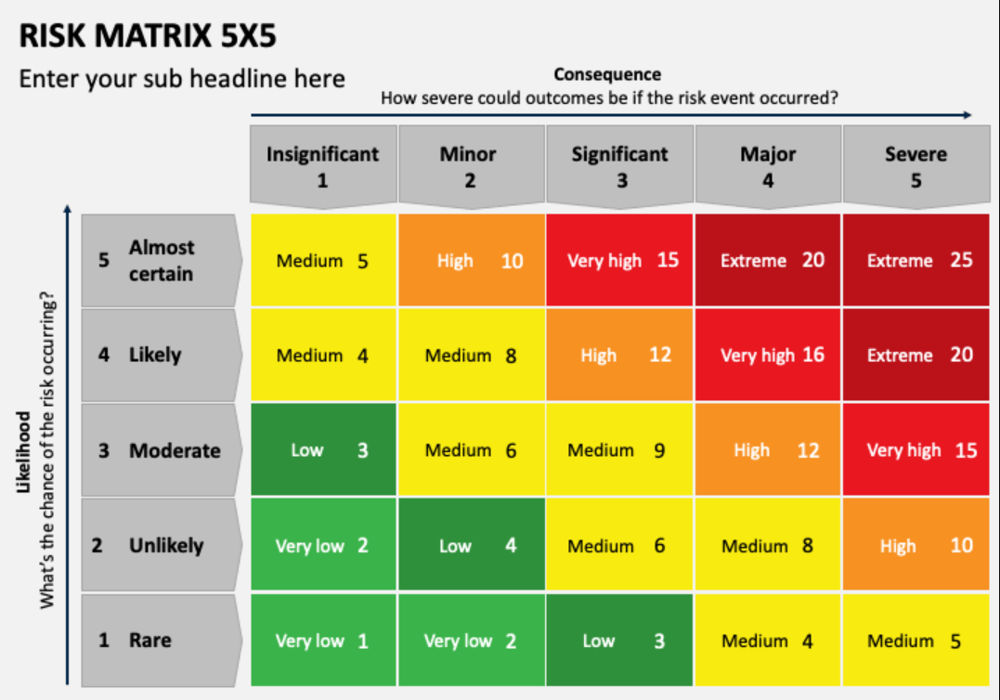 RISK MATRIX 5X5
Enter your sub headline here
Consequence
How severe could outcomes be if the risk event occurred?
Insignificant
1
Minor
2
Significant
3
Major
4
Severe
5
Likelihood
What's the chance of the risk occurring?
5 Almost
certain
Medium 5
High 10
Very high 15
Extreme 20
Extreme 25
4 Likely
Medium 4
Medium 8
High 12
Very high 16
Extreme 20
3 Moderate
Low 3
Medium 6
Medium 9
High 12
Very high 15
2 Unlikely
Very low 2
Low 4
Medium 6
Medium 8
High 10
1 Rare
Very low 1
Very low 2
Low 3
Medium 4
Medium 5